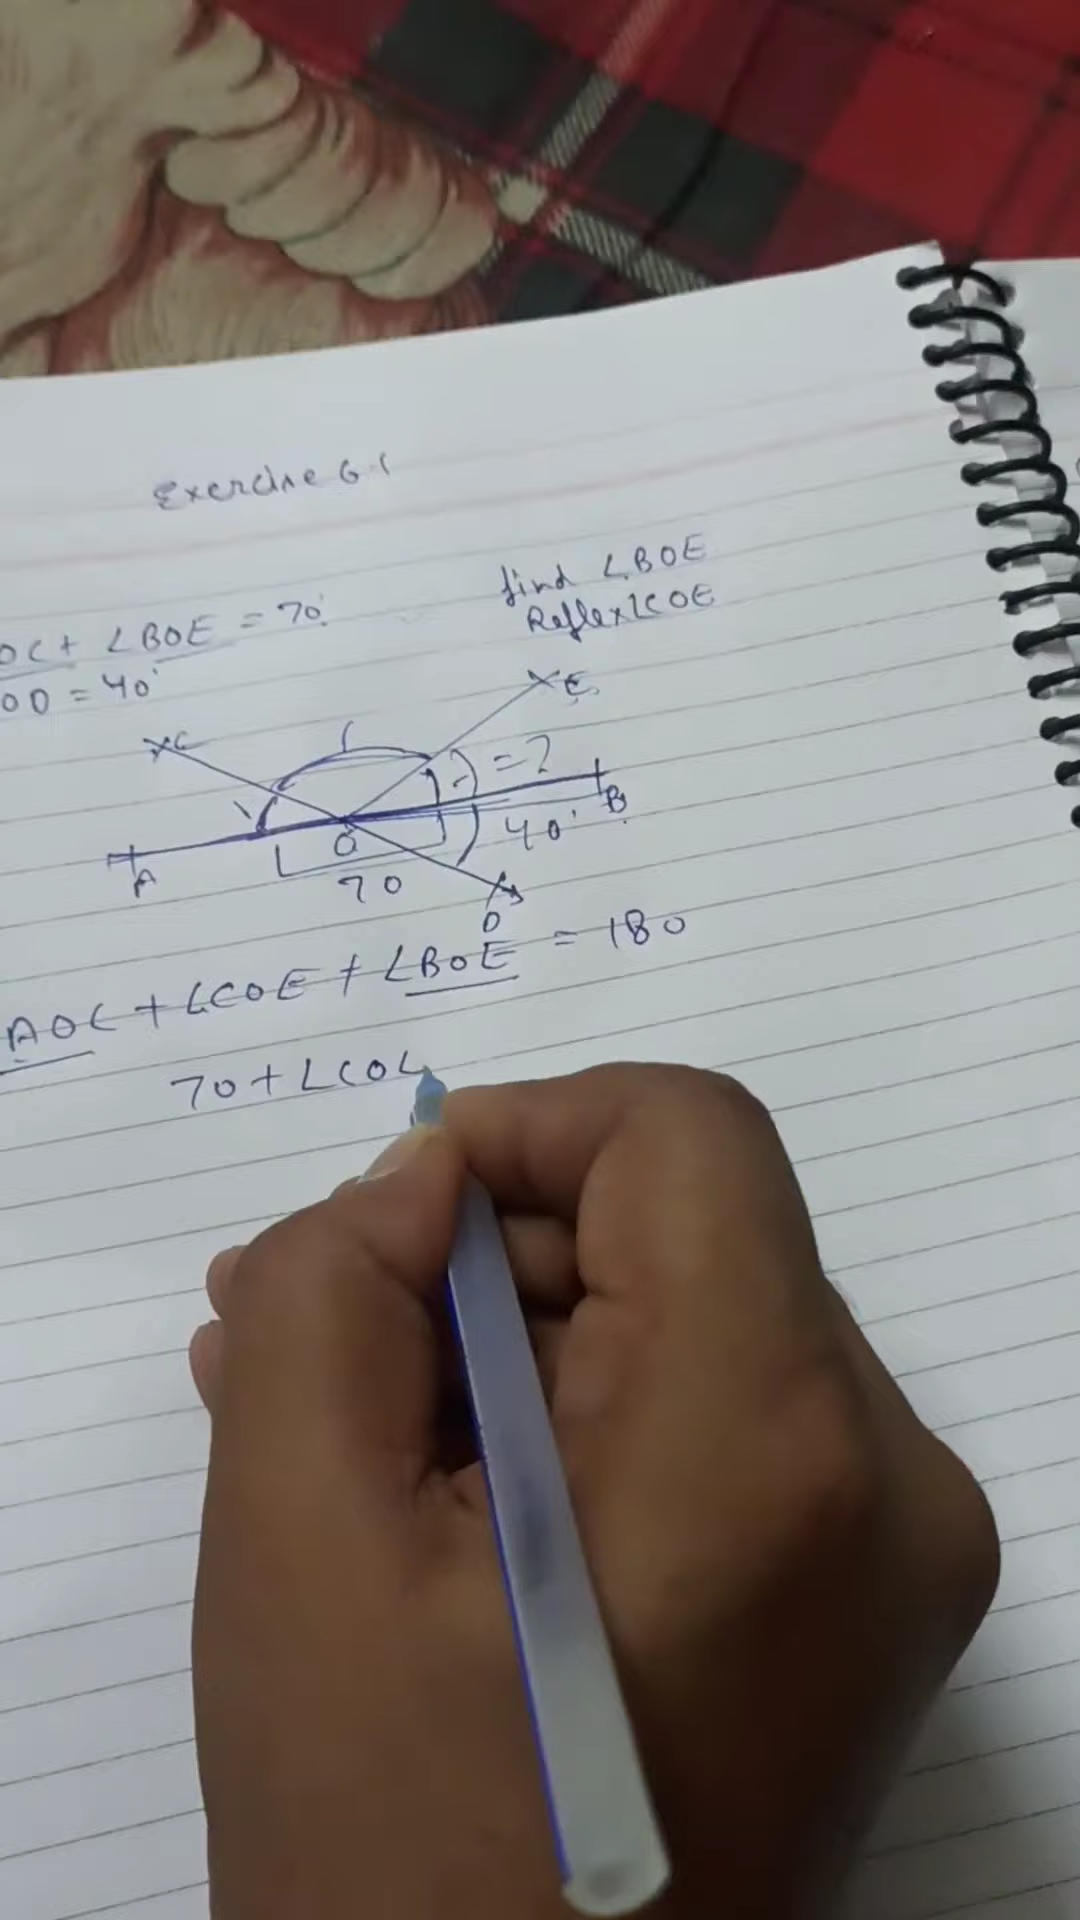 Exercise 6.1
find ∠BOE
Reflex ∠COE
OC + ∠BOE = 70°
OD = 40°
C
E
= ?
A
O
B
40°
70
D
AOC + ∠COE + ∠BOE = 180
70 + ∠CO